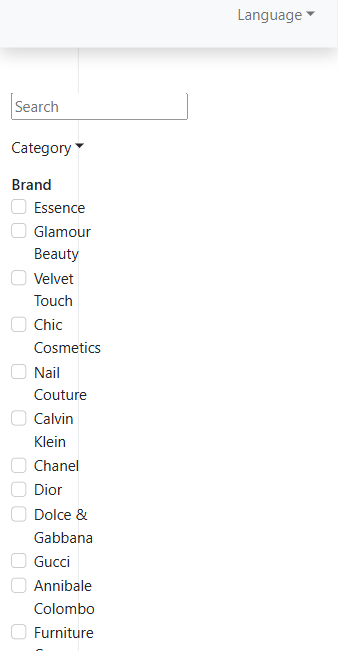 Language
Search
Category
Brand
Essence
Glamour
Beauty
Velvet
Touch
Chic
Cosmetics
Nail
Couture
Calvin
Klein
Chanel
Dior
Dolce &
Gabbana
Gucci
Annibale
Colombo
Furniture